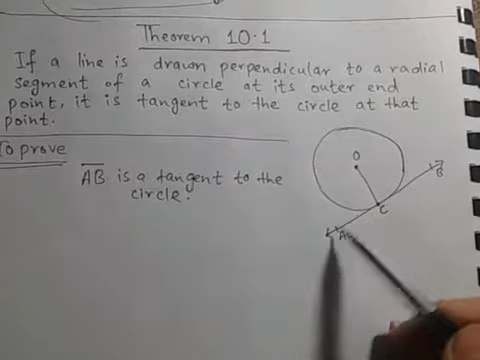 Theorem 10.1
If a line is drawn perpendicular to a radial
segment of a circle at its outer end
point, it is tangent to the circle at that
point.
To prove
AB is a tangent to the
circle.
O
B
C
A